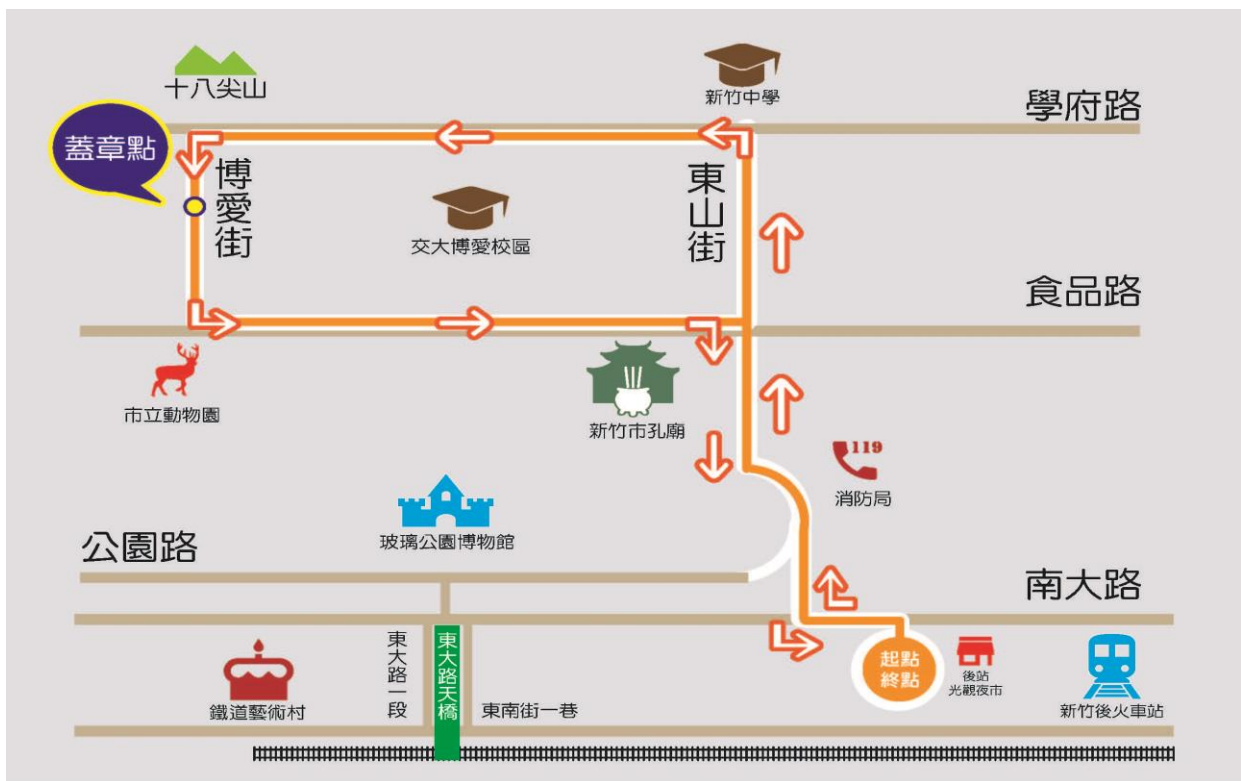 十八尖山
新竹中學
學府路
蓋章點
博愛街
東山街
交大博愛校區
食品路
市立動物園
新竹市孔廟
119
消防局
公園路
玻璃公園博物館
南大路
東大路一段
東大路天橋
東南街一巷
鐵道藝術村
起點
終點
後站
光觀夜市
新竹後火車站